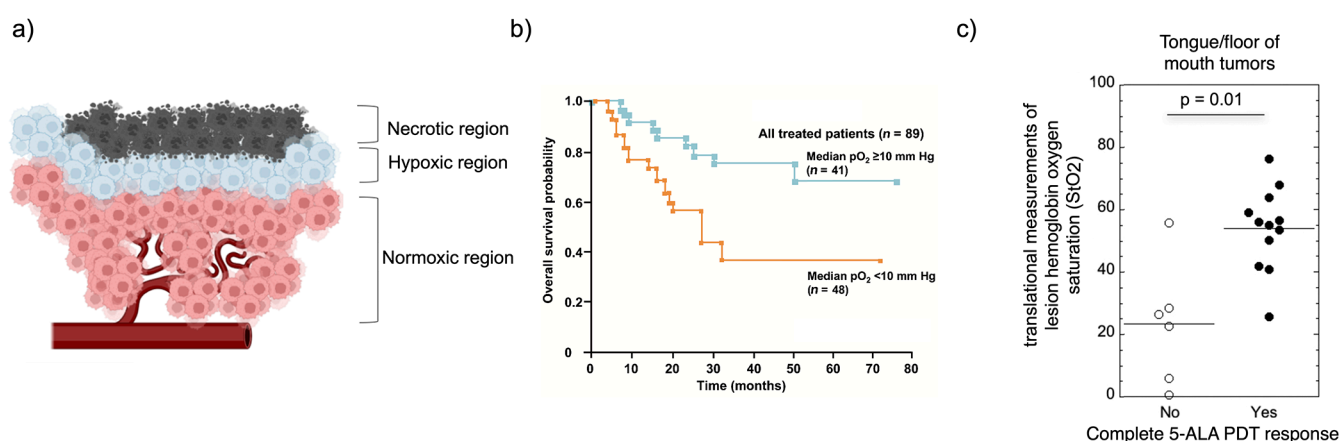 a)
Necrotic region
Hypoxic region
Normoxic region
b)
Overall survival probability
1.0
0.8
0.6
0.4
0.2
0
All treated patients (n = 89)
Median pO₂ ≥10 mm Hg
(n = 41)
Median pO₂ <10 mm Hg
(n = 48)
0 10 20 30 40 50 60 70 80
Time (months)
c)
Tongue/floor of
mouth tumors
translational measurements of
lesion hemoglobin oxygen
saturation (StO2)
100
80
60
40
20
0
p = 0.01
No Yes
Complete 5-ALA PDT response